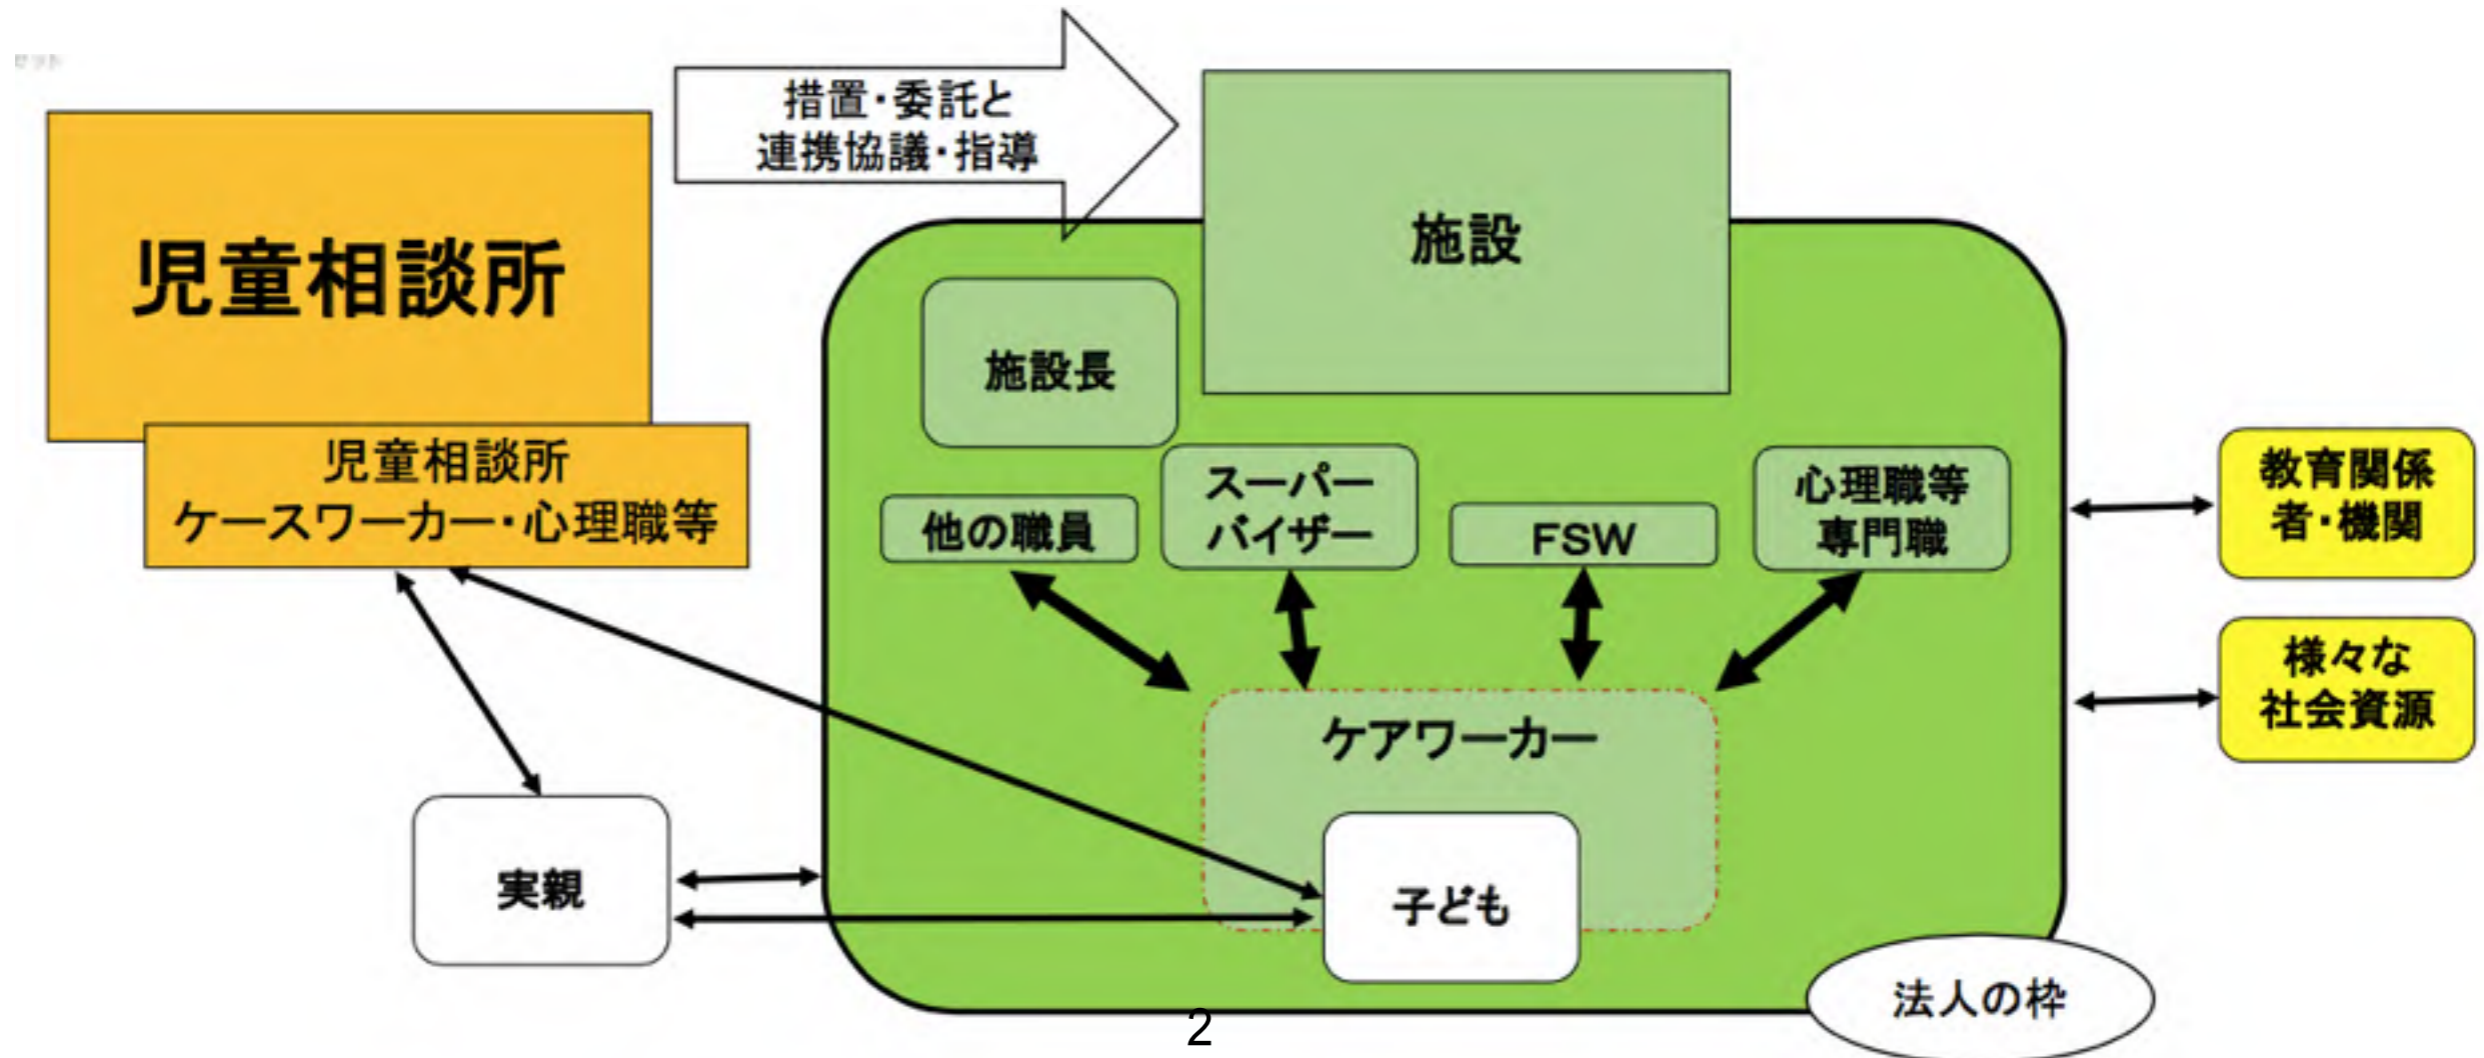 措置・委託と
連携協議・指導
児童相談所
児童相談所
ケースワーカー・心理職等
施設
施設長
他の職員
スーパー
バイザー
FSW
心理職等
専門職
ケアワーカー
子ども
実親
教育関係
者・機関
様々な
社会資源
法人の枠
2